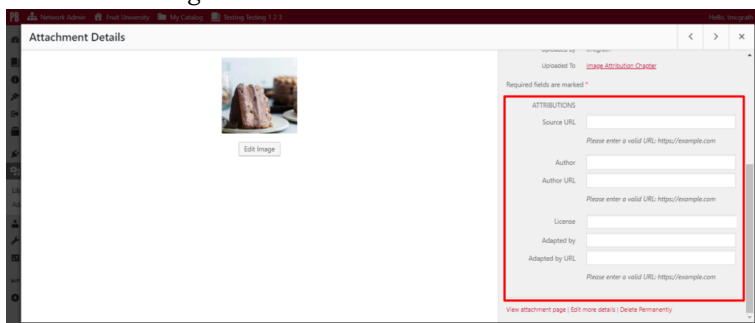 Network Admin Fruit University My Catalog Testing Testing 1 2 3 Hello, tmcgrath
Attachment Details
Uploaded To Image Attribution Chapter
Required fields are marked *
ATTRIBUTIONS
Source URL
Please enter a valid URL: https://example.com
Edit Image
Author
Author URL
Please enter a valid URL: https://example.com
License
Adapted by
Adapted by URL
Please enter a valid URL: https://example.com
View attachment page | Edit more details | Delete Permanently